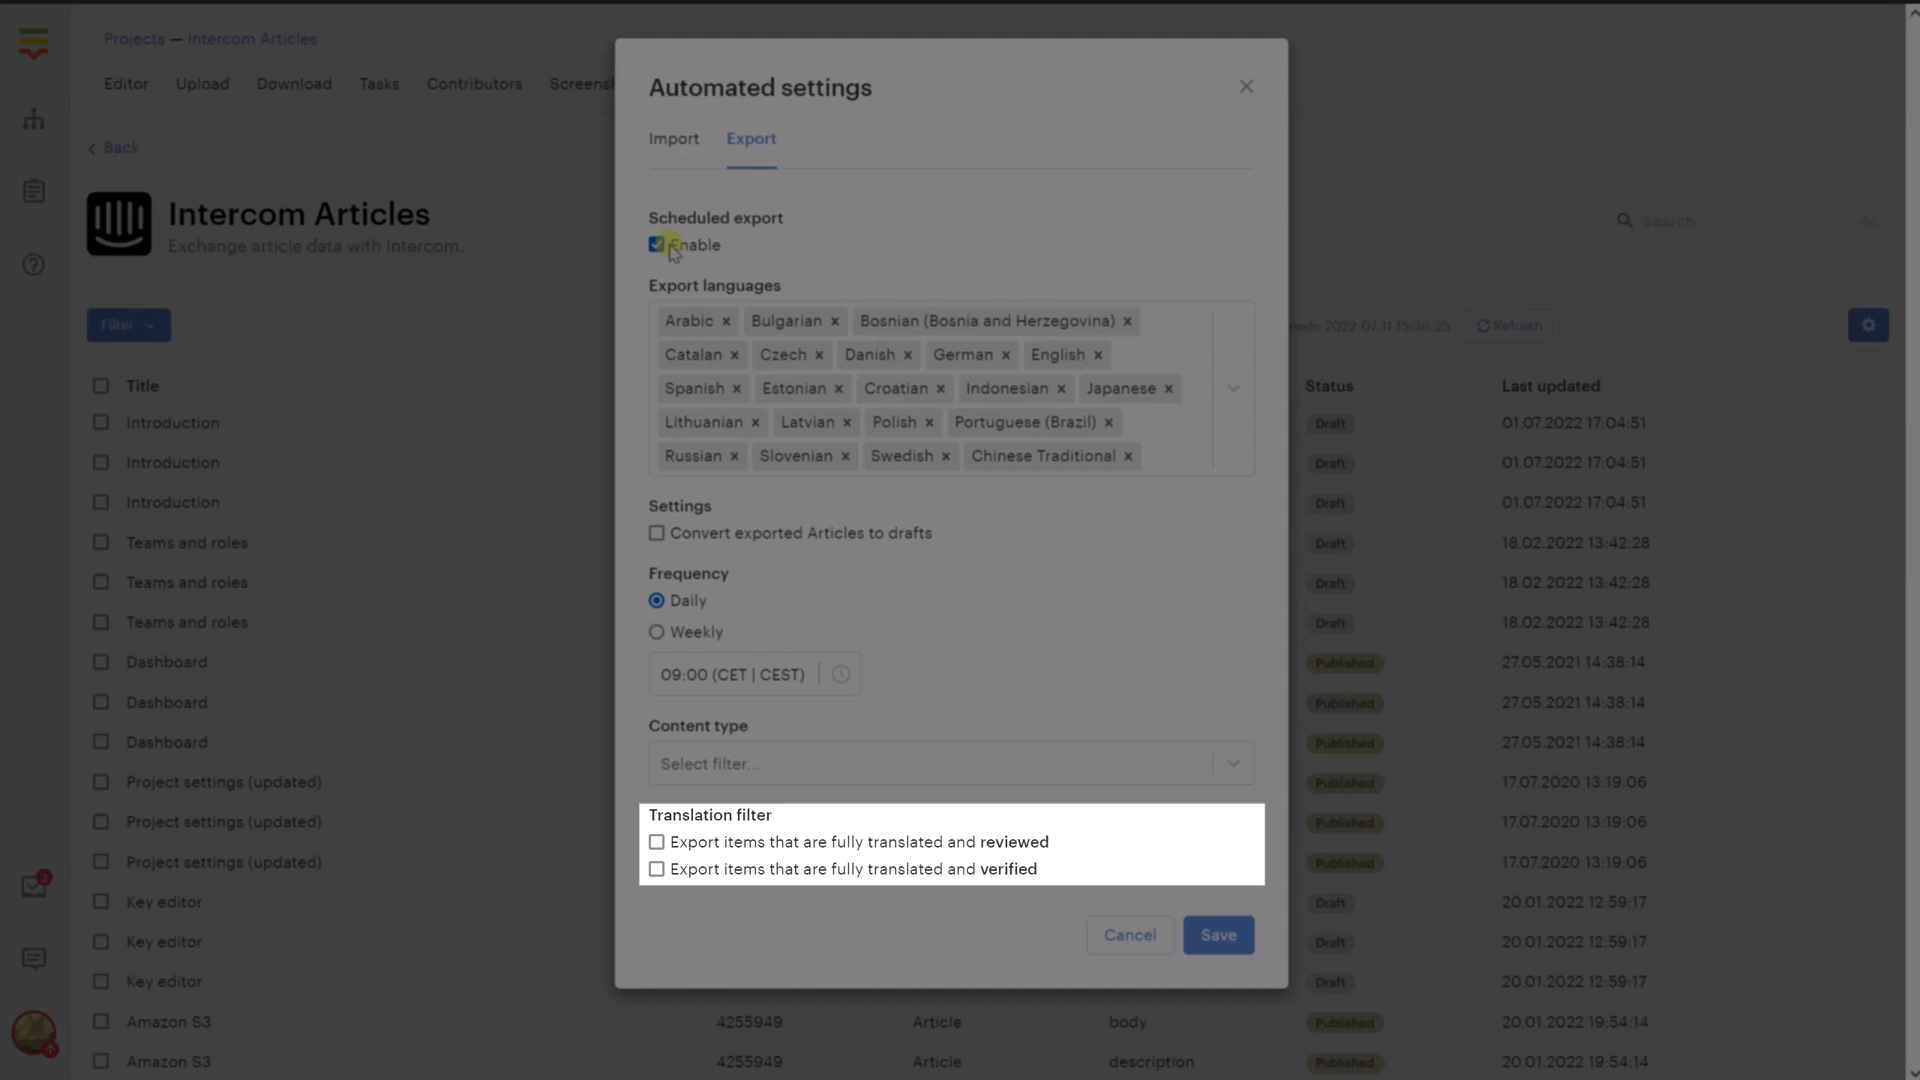 Projects — Intercom Articles
Editor Upload Download Tasks Contributors Screensh
Back
Intercom Articles
Exchange article data with Intercom.
Search
Filter
2022-07-11 15:36:25 Refresh
Title Status Last updated
Introduction Draft 01.07.2022 17:04:51
Introduction Draft 01.07.2022 17:04:51
Introduction Draft 01.07.2022 17:04:51
Teams and roles Draft 18.02.2022 13:42:28
Teams and roles Draft 18.02.2022 13:42:28
Teams and roles Draft 18.02.2022 13:42:28
Dashboard Published 27.05.2021 14:38:14
Dashboard Published 27.05.2021 14:38:14
Dashboard Published 27.05.2021 14:38:14
Project settings (updated) Published 17.07.2020 13:19:06
Project settings (updated) Published 17.07.2020 13:19:06
Project settings (updated) Published 17.07.2020 13:19:06
Key editor Draft 20.01.2022 12:59:17
Key editor Draft 20.01.2022 12:59:17
Key editor Draft 20.01.2022 12:59:17
Amazon S3 4255949 Article body Published 20.01.2022 19:54:14
Amazon S3 4255949 Article description Published 20.01.2022 19:54:14
3
Automated settings
Import Export
Scheduled export
Enable
Export languages
Arabic × Bulgarian × Bosnian (Bosnia and Herzegovina) ×
Catalan × Czech × Danish × German × English ×
Spanish × Estonian × Croatian × Indonesian × Japanese ×
Lithuanian × Latvian × Polish × Portuguese (Brazil) ×
Russian × Slovenian × Swedish × Chinese Traditional ×
Settings
Convert exported Articles to drafts
Frequency
Daily
Weekly
09:00 (CET | CEST)
Content type
Select filter...
Translation filter
Export items that are fully translated and reviewed
Export items that are fully translated and verified
Cancel Save